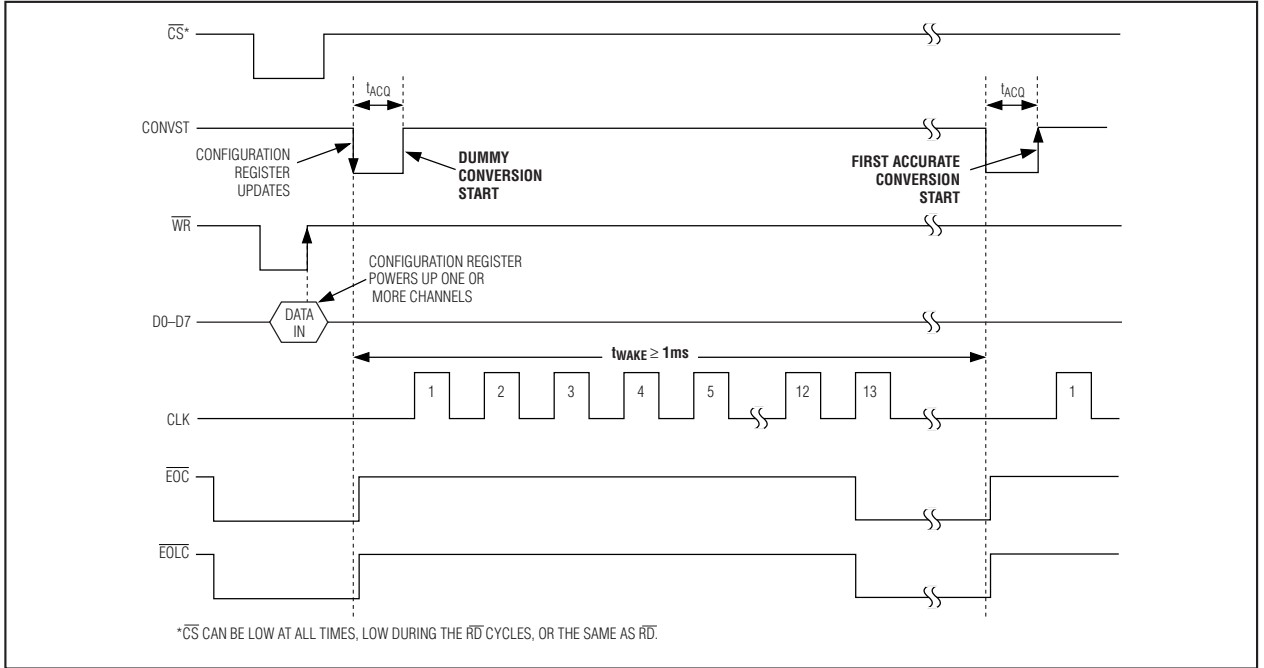 CS*
tACQ
tACQ
CONVST
CONFIGURATION
REGISTER
UPDATES
DUMMY
CONVERSION
START
FIRST ACCURATE
CONVERSION
START
WR
CONFIGURATION REGISTER
POWERS UP ONE OR
MORE CHANNELS
D0–D7
DATA
IN
tWAKE ≥ 1ms
1
2
3
4
5
12
13
1
CLK
EOC
EOLC
*CS CAN BE LOW AT ALL TIMES, LOW DURING THE RD CYCLES, OR THE SAME AS RD.